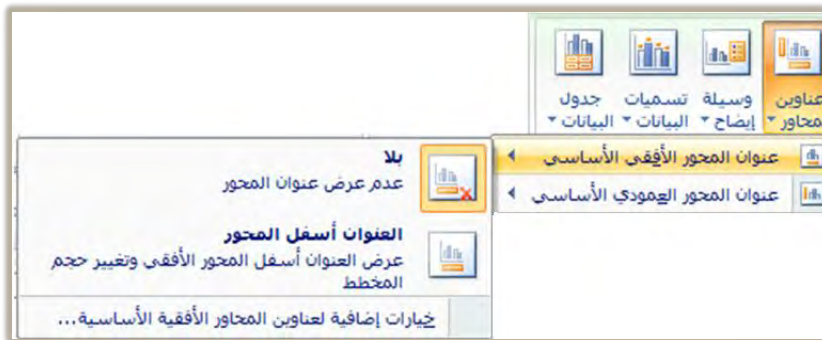 عناوين وسيلة تسميات جدول
محاور إيضاح البيانات البيانات
عنوان المحور الأفقي الأساسي
عنوان المحور العمودي الأساسي
بلا
عدم عرض عنوان المحور
العنوان أسفل المحور
عرض العنوان أسفل المحور الأفقي وتغيير حجم
المخطط
خيارات إضافية لعناوين المحاور الأفقية الأساسية...